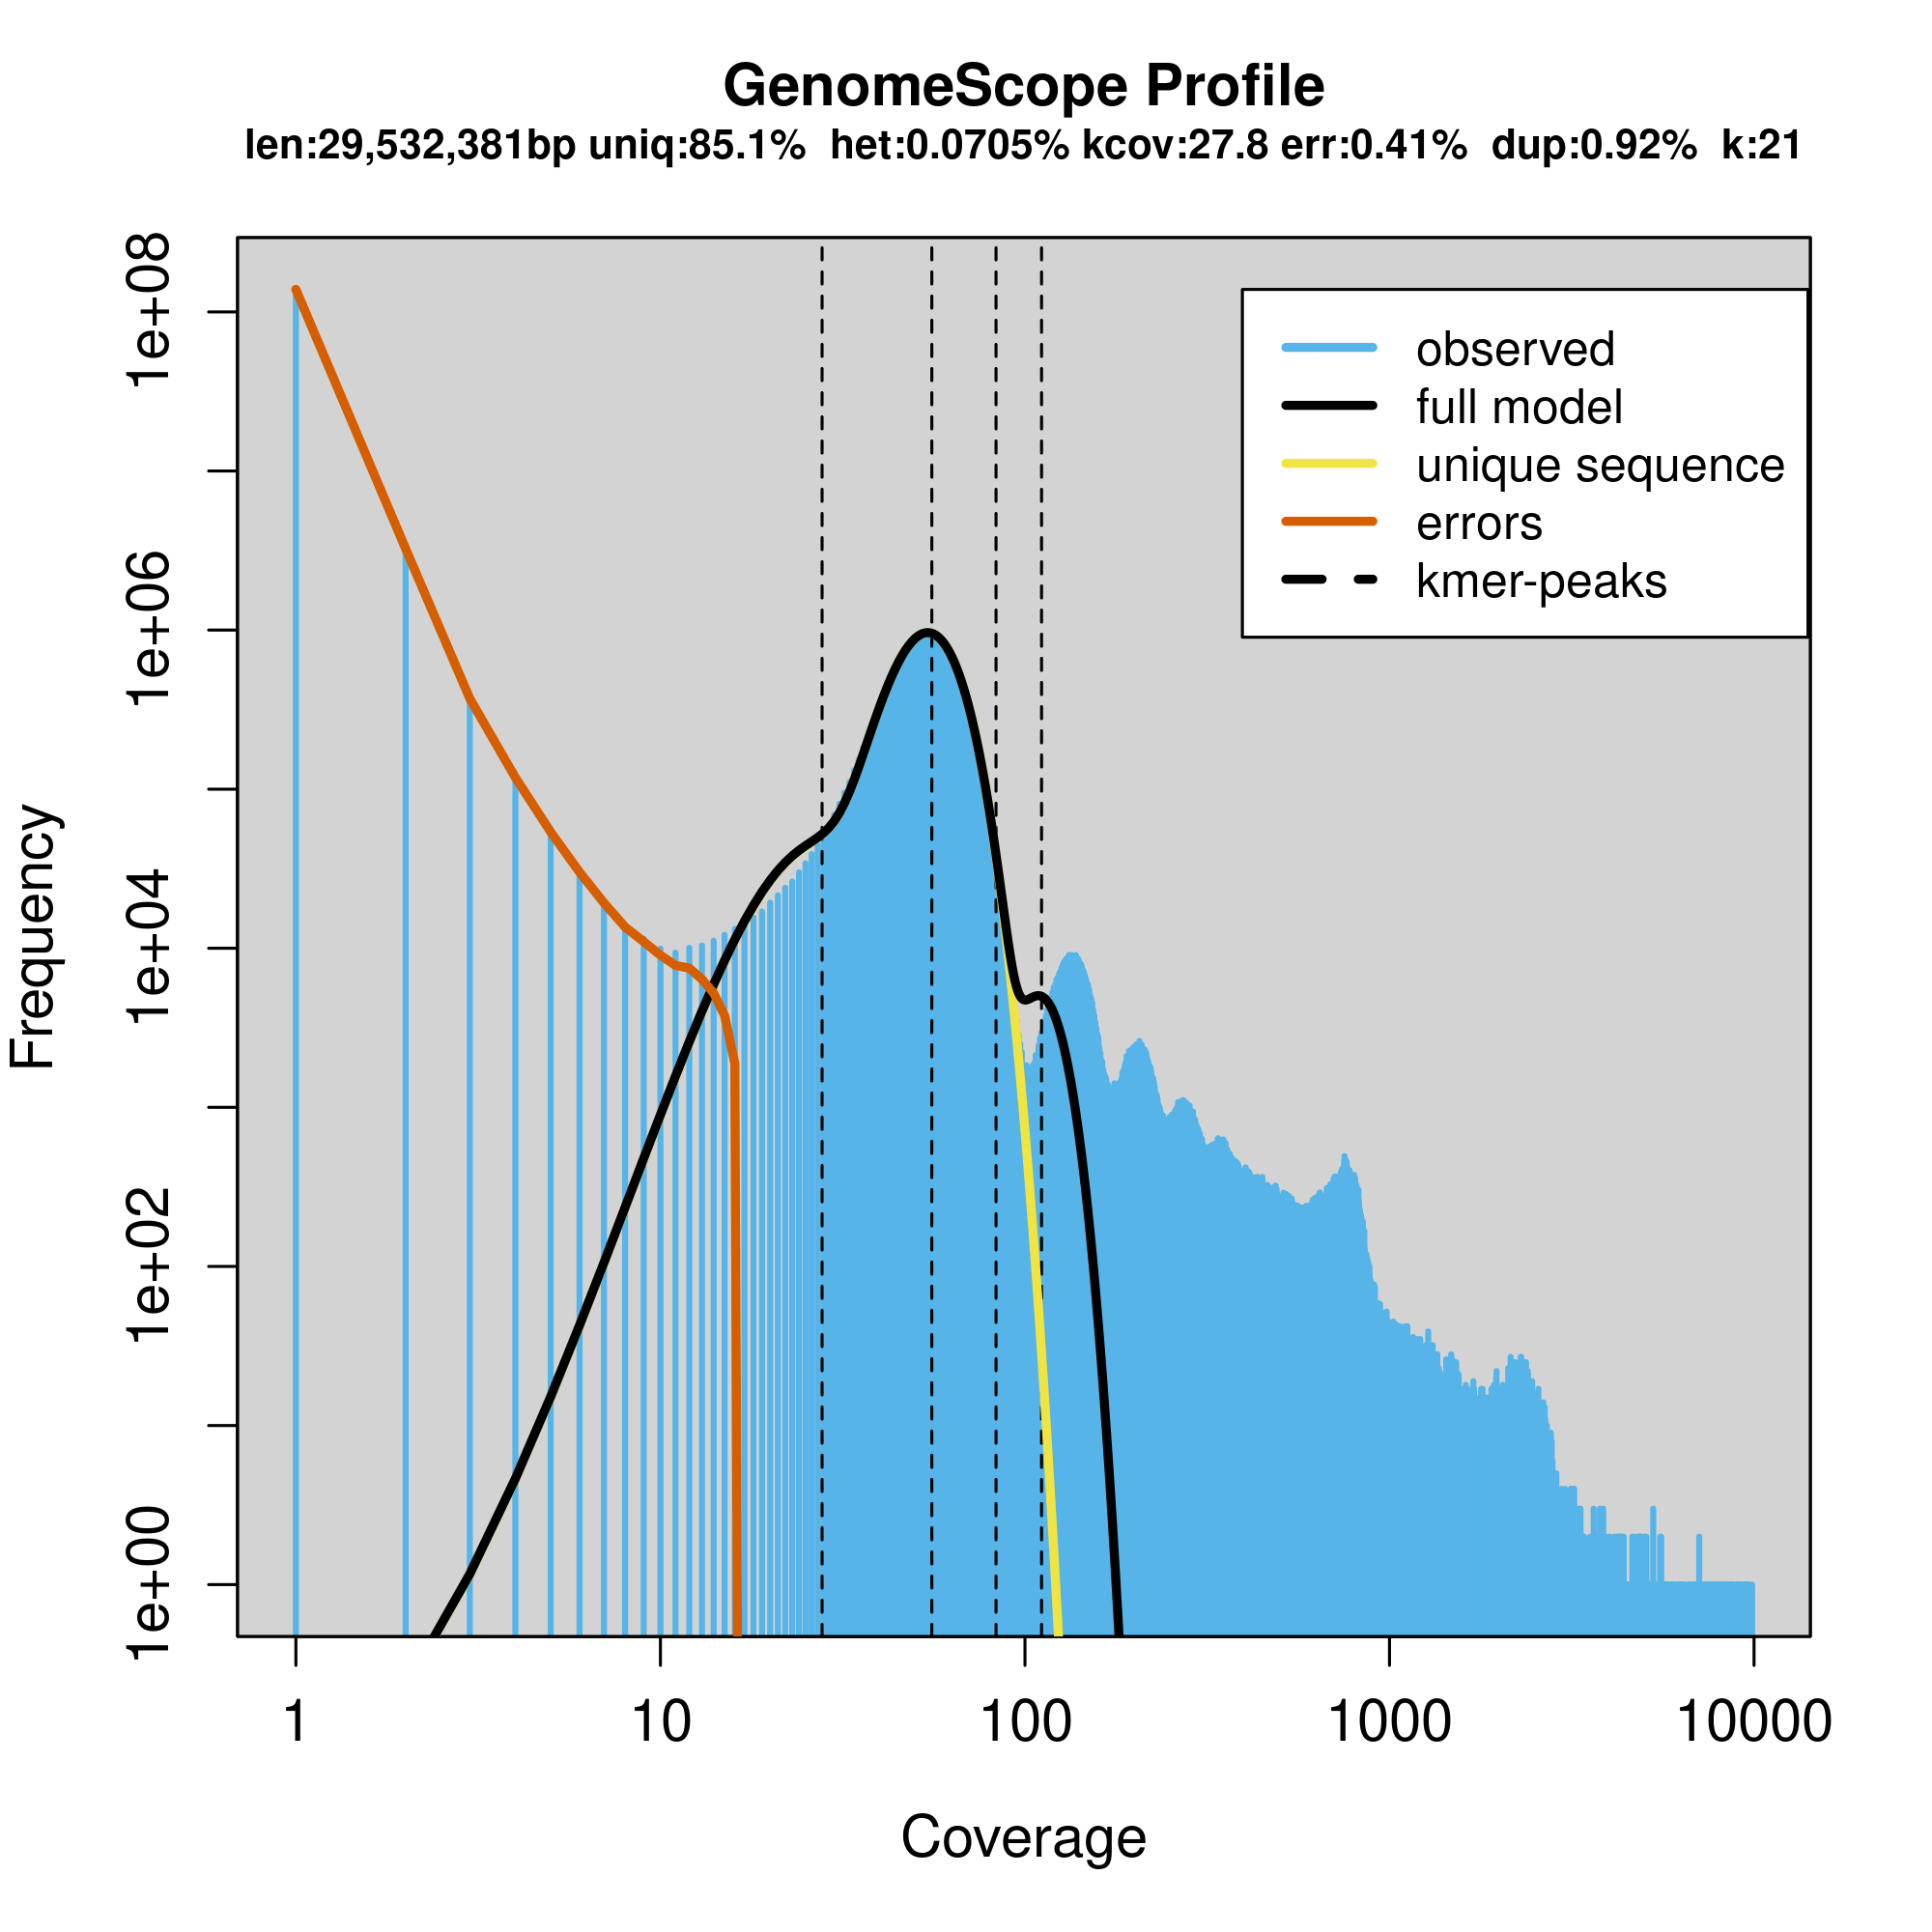 GenomeScope Profile
len:29,532,381bp uniq:85.1% het:0.0705% kcov:27.8 err:0.41% dup:0.92% k:21
Frequency
1e+08
1e+06
1e+04
1e+02
1e+00
observed
full model
unique sequence
errors
kmer-peaks
1 10 100 1000 10000
Coverage